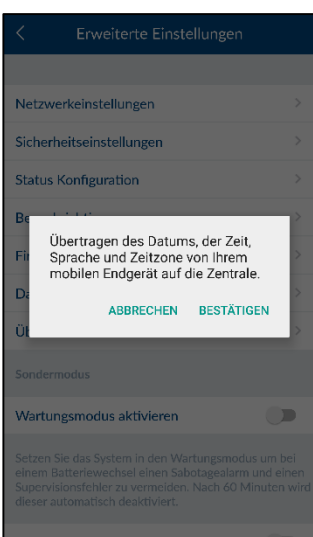 Erweiterte Einstellungen
Netzwerkeinstellungen
Sicherheitseinstellungen
Status Konfiguration
Übertragen des Datums, der Zeit,
Sprache und Zeitzone von Ihrem
mobilen Endgerät auf die Zentrale.
ABBRECHEN BESTÄTIGEN
Sondermodus
Wartungsmodus aktivieren
Setzen Sie das System in den Wartungsmodus um bei
einem Batteriewechsel einen Sabotagealarm und einen
Supervisionsfehler zu vermeiden. Nach 60 Minuten wird
dieser automatisch deaktiviert.